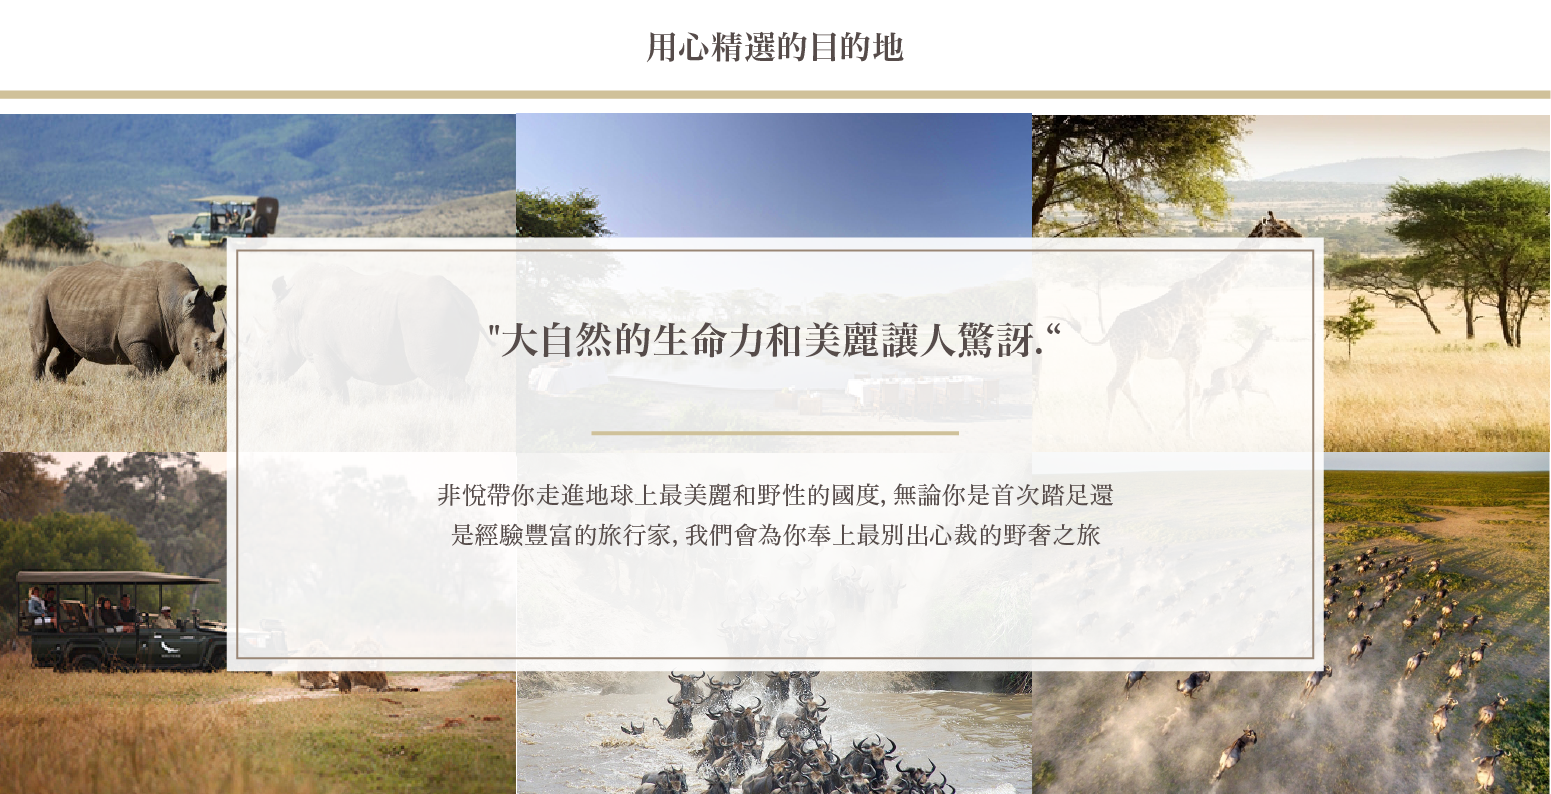 用心精選的目的地
"大自然的生命力和美麗讓人驚訝.“
非悅帶你走進地球上最美麗和野性的國度, 無論你是首次踏足還
是經驗豐富的旅行家, 我們會為你奉上最別出心裁的野奢之旅